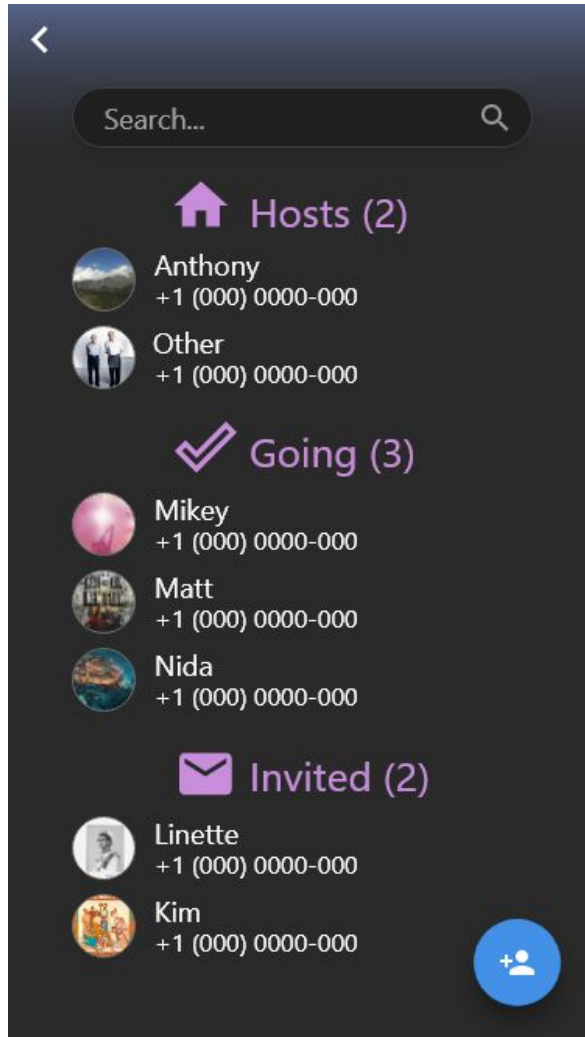 Search...
Hosts (2)
Anthony
+1 (000) 0000-000
Other
+1 (000) 0000-000
Going (3)
Mikey
+1 (000) 0000-000
Matt
+1 (000) 0000-000
Nida
+1 (000) 0000-000
Invited (2)
Linette
+1 (000) 0000-000
Kim
+1 (000) 0000-000